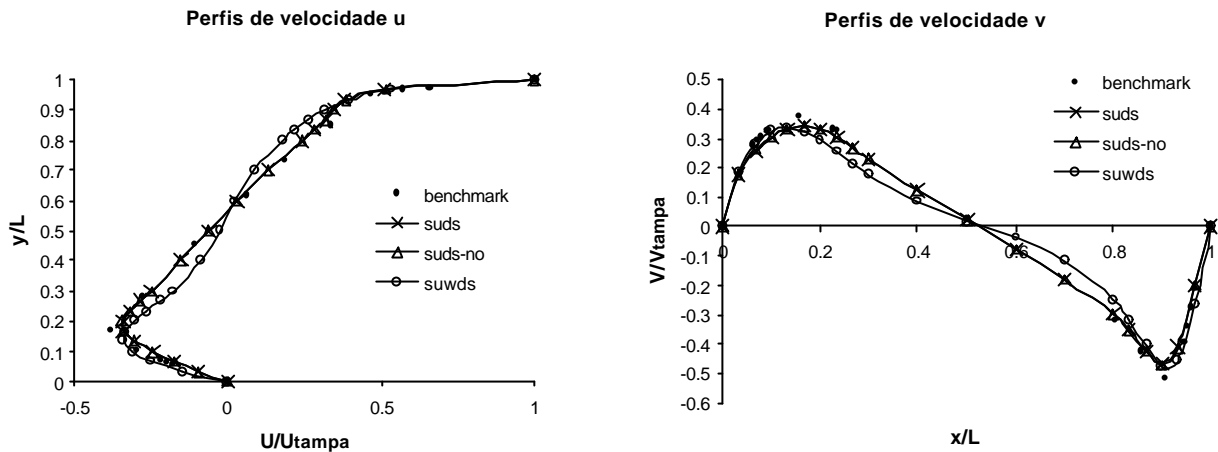 Perfis de velocidade u
1
0.9
0.8
0.7
0.6
0.5
0.4
0.3
0.2
0.1
0
y/L
-0.5
0
0.5
1
U/Utampa
benchmark
suds
suds-no
suwds
Perfis de velocidade v
0.5
0.4
0.3
0.2
0.1
0
-0.1
-0.2
-0.3
-0.4
-0.5
-0.6
V/Vtampa
0
0.2
0.4
0.6
0.8
1
x/L
benchmark
suds
suds-no
suwds